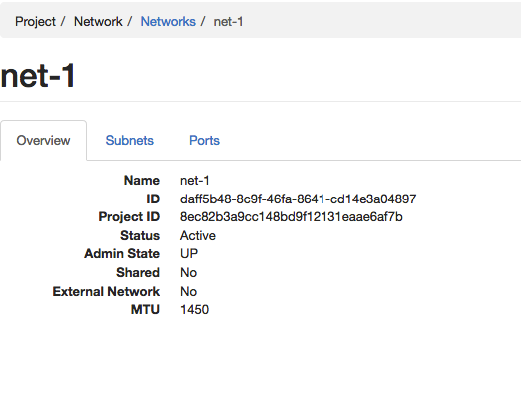 Project / Network / Networks / net-1
net-1
Overview Subnets Ports
Name net-1
ID daff5b48-8c9f-46fa-8641-cd14e3a04897
Project ID 8ec82b3a9cc148bd9f12131eaae6af7b
Status Active
Admin State UP
Shared No
External Network No
MTU 1450